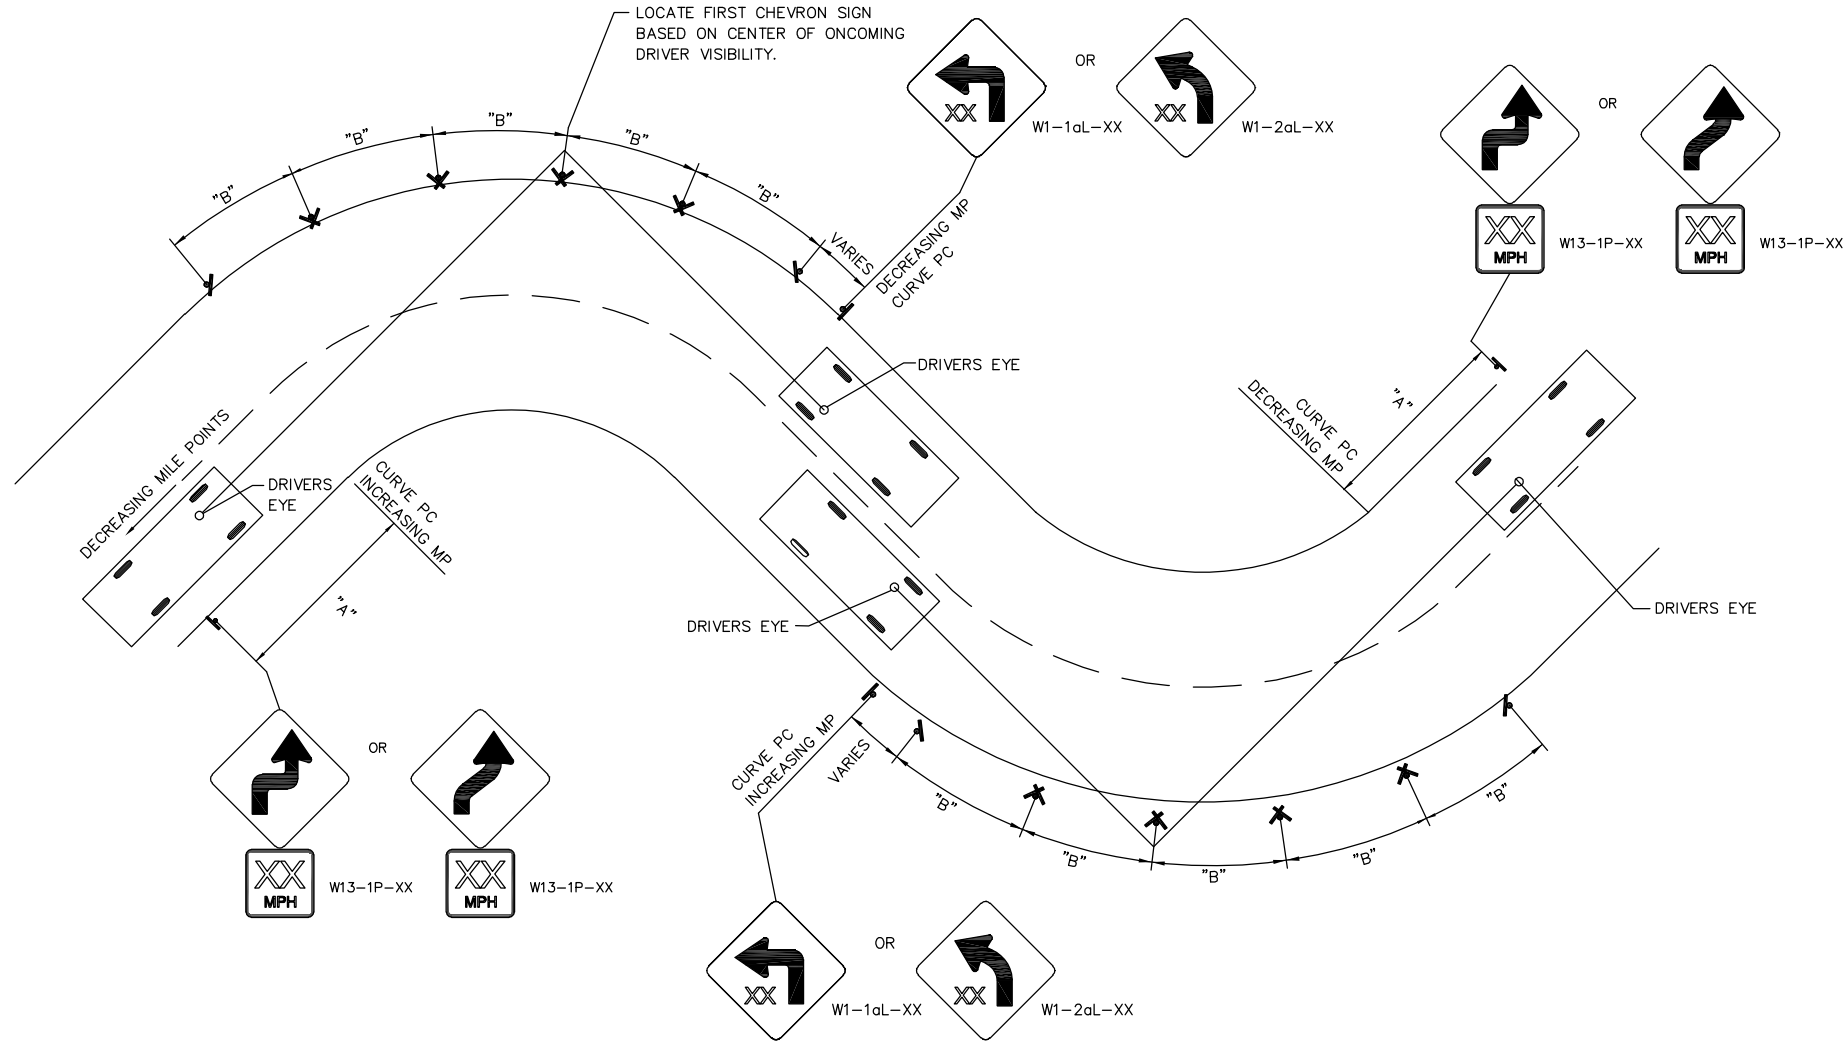 LOCATE FIRST CHEVRON SIGN
BASED ON CENTER OF ONCOMING
DRIVER VISIBILITY.
XX
W1-1aL-XX
OR
XX
W1-2aL-XX
OR
XX
MPH
W13-1P-XX
XX
MPH
W13-1P-XX
"B"
"B"
"B"
"B"
"B"
VARIES
DECREASING MP
CURVE PC
DRIVERS EYE
"A"
CURVE PC
DECREASING MP
DECREASING MILE POINTS
DRIVERS
EYE
CURVE PC
INCREASING MP
"A"
DRIVERS EYE
DRIVERS EYE
OR
XX
MPH
W13-1P-XX
XX
MPH
W13-1P-XX
CURVE PC
INCREASING MP
VARIES
"B"
"B"
"B"
"B"
"B"
XX
W1-1aL-XX
OR
XX
W1-2aL-XX